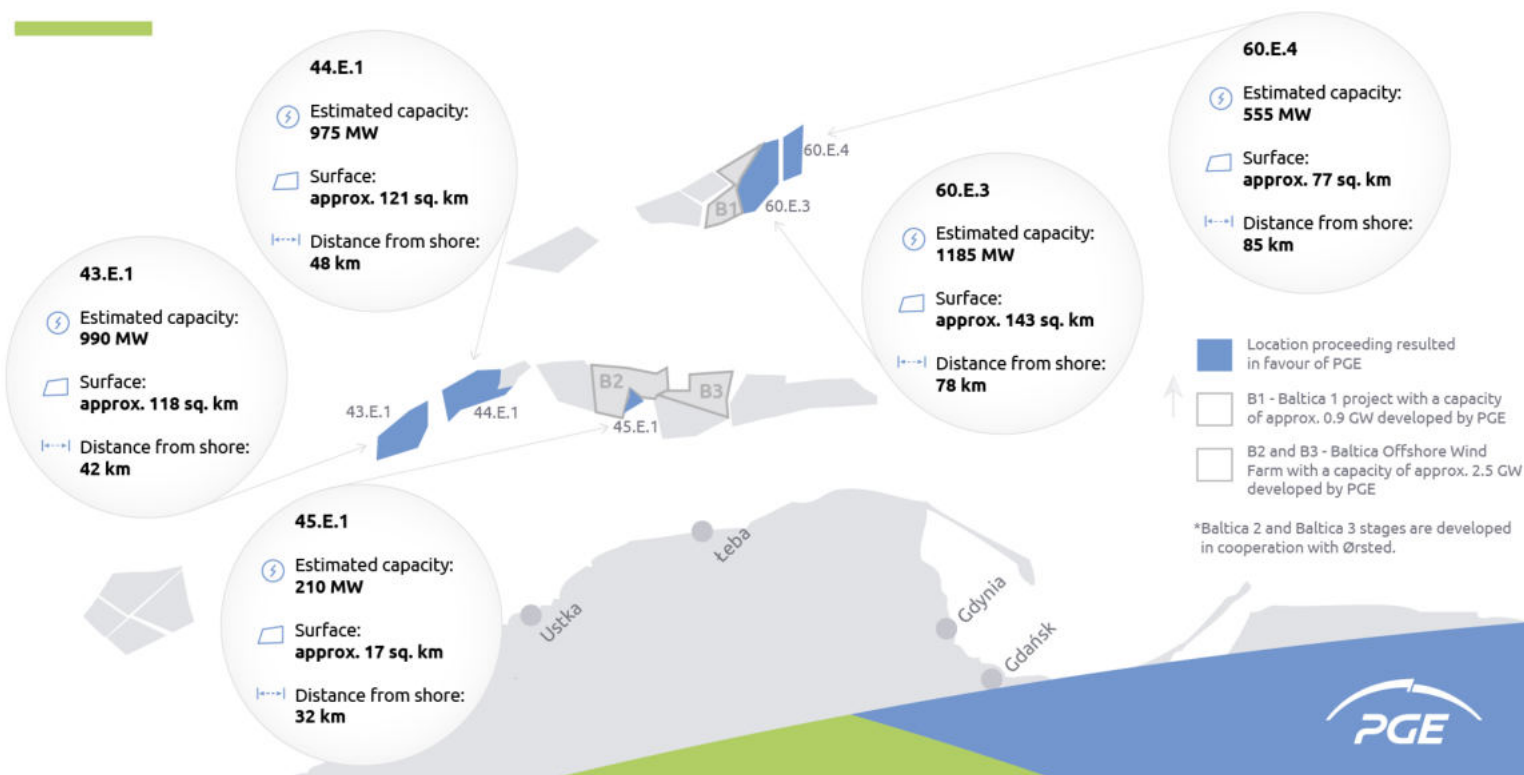 44.E.1
Estimated capacity:
975 MW
Surface:
approx. 121 sq. km
Distance from shore:
48 km
60.E.4
Estimated capacity:
555 MW
Surface:
approx. 77 sq. km
Distance from shore:
85 km
43.E.1
Estimated capacity:
990 MW
Surface:
approx. 118 sq. km
Distance from shore:
42 km
60.E.3
Estimated capacity:
1185 MW
Surface:
approx. 143 sq. km
Distance from shore:
78 km
45.E.1
Estimated capacity:
210 MW
Surface:
approx. 17 sq. km
Distance from shore:
32 km
60.E.4
B1
60.E.3
43.E.1
44.E.1
B2
B3
45.E.1
Ustka
Łeba
Gdynia
Gdańsk
Location proceeding resulted
in favour of PGE
B1 - Baltica 1 project with a capacity
of approx. 0.9 GW developed by PGE
B2 and B3 - Baltica Offshore Wind
Farm with a capacity of approx. 2.5 GW
developed by PGE
*Baltica 2 and Baltica 3 stages are developed
in cooperation with Ørsted.
PGE